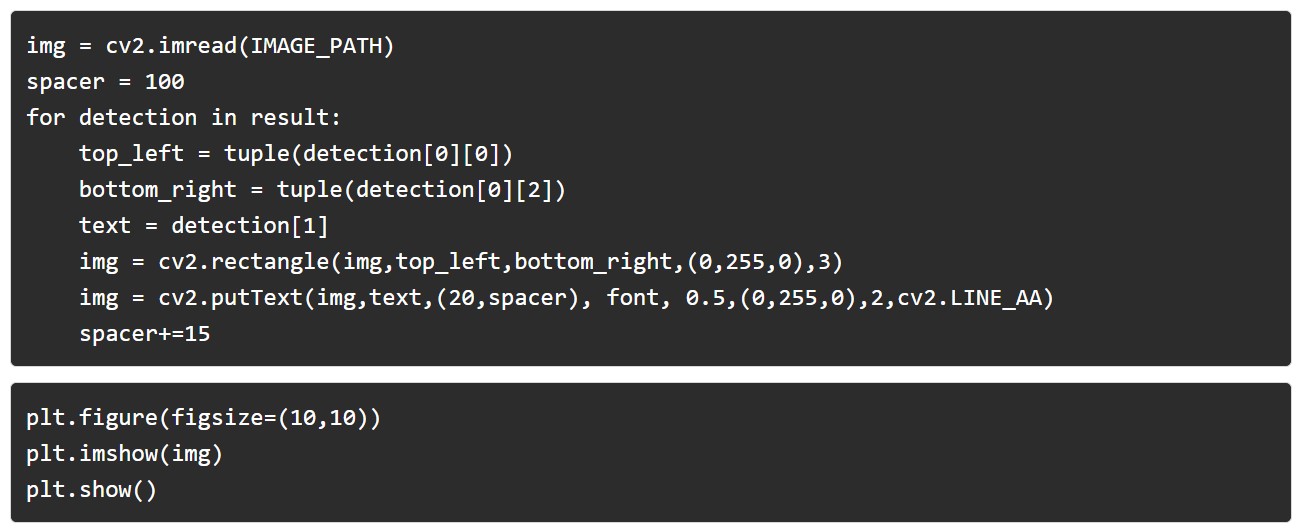 img = cv2.imread(IMAGE_PATH)
spacer = 100
for detection in result:
    top_left = tuple(detection[0][0])
    bottom_right = tuple(detection[0][2])
    text = detection[1]
    img = cv2.rectangle(img,top_left,bottom_right,(0,255,0),3)
    img = cv2.putText(img,text,(20,spacer), font, 0.5,(0,255,0),2,cv2.LINE_AA)
    spacer+=15
plt.figure(figsize=(10,10))
plt.imshow(img)
plt.show()